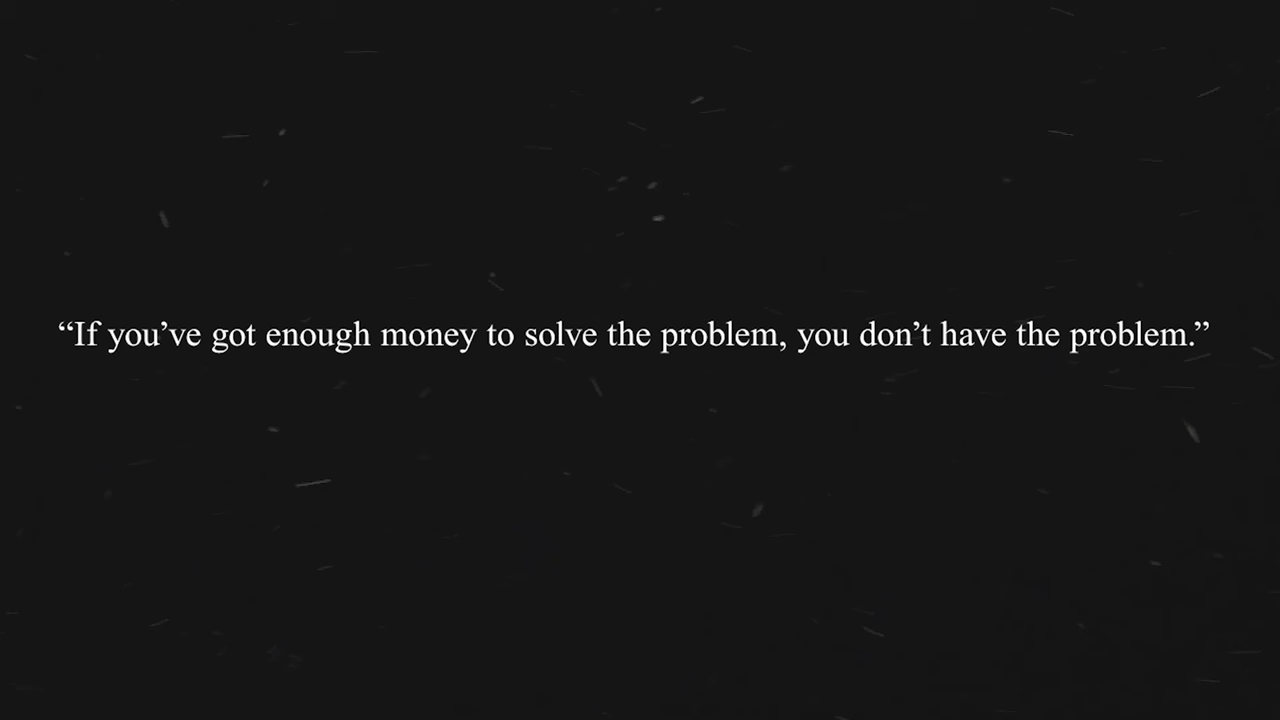 “If you’ve got enough money to solve the problem, you don’t have the problem.”